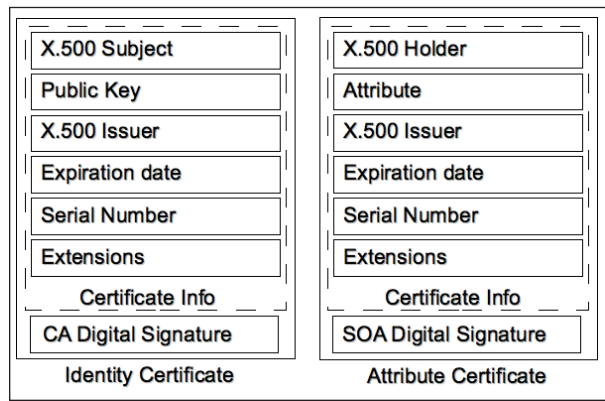 X.500 Subject
Public Key
X.500 Issuer
Expiration date
Serial Number
Extensions
Certificate Info
CA Digital Signature
Identity Certificate
X.500 Holder
Attribute
X.500 Issuer
Expiration date
Serial Number
Extensions
Certificate Info
SOA Digital Signature
Attribute Certificate